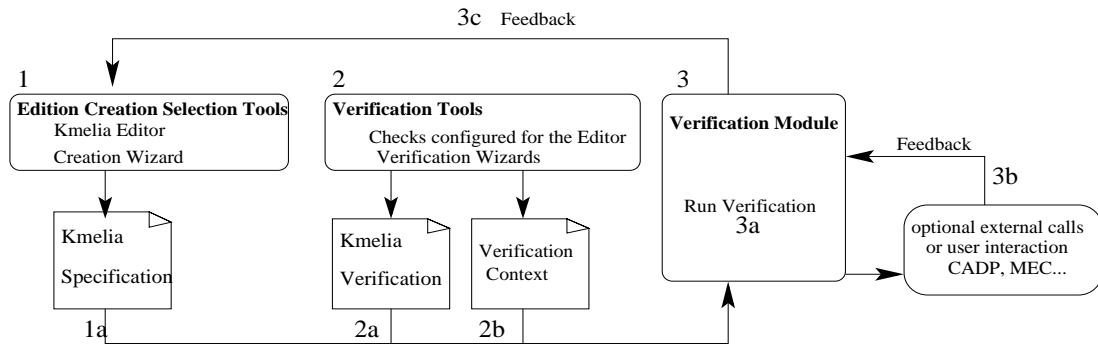 3c Feedback
1
Edition Creation Selection Tools
Kmelia Editor
Creation Wizard
2
Verification Tools
Checks configured for the Editor
Verification Wizards
3
Verification Module
Run Verification
3a
Feedback
3b
optional external calls
or user interaction
CADP, MEC...
Kmelia
Specification
1a
Kmelia
Verification
2a
Verification
Context
2b